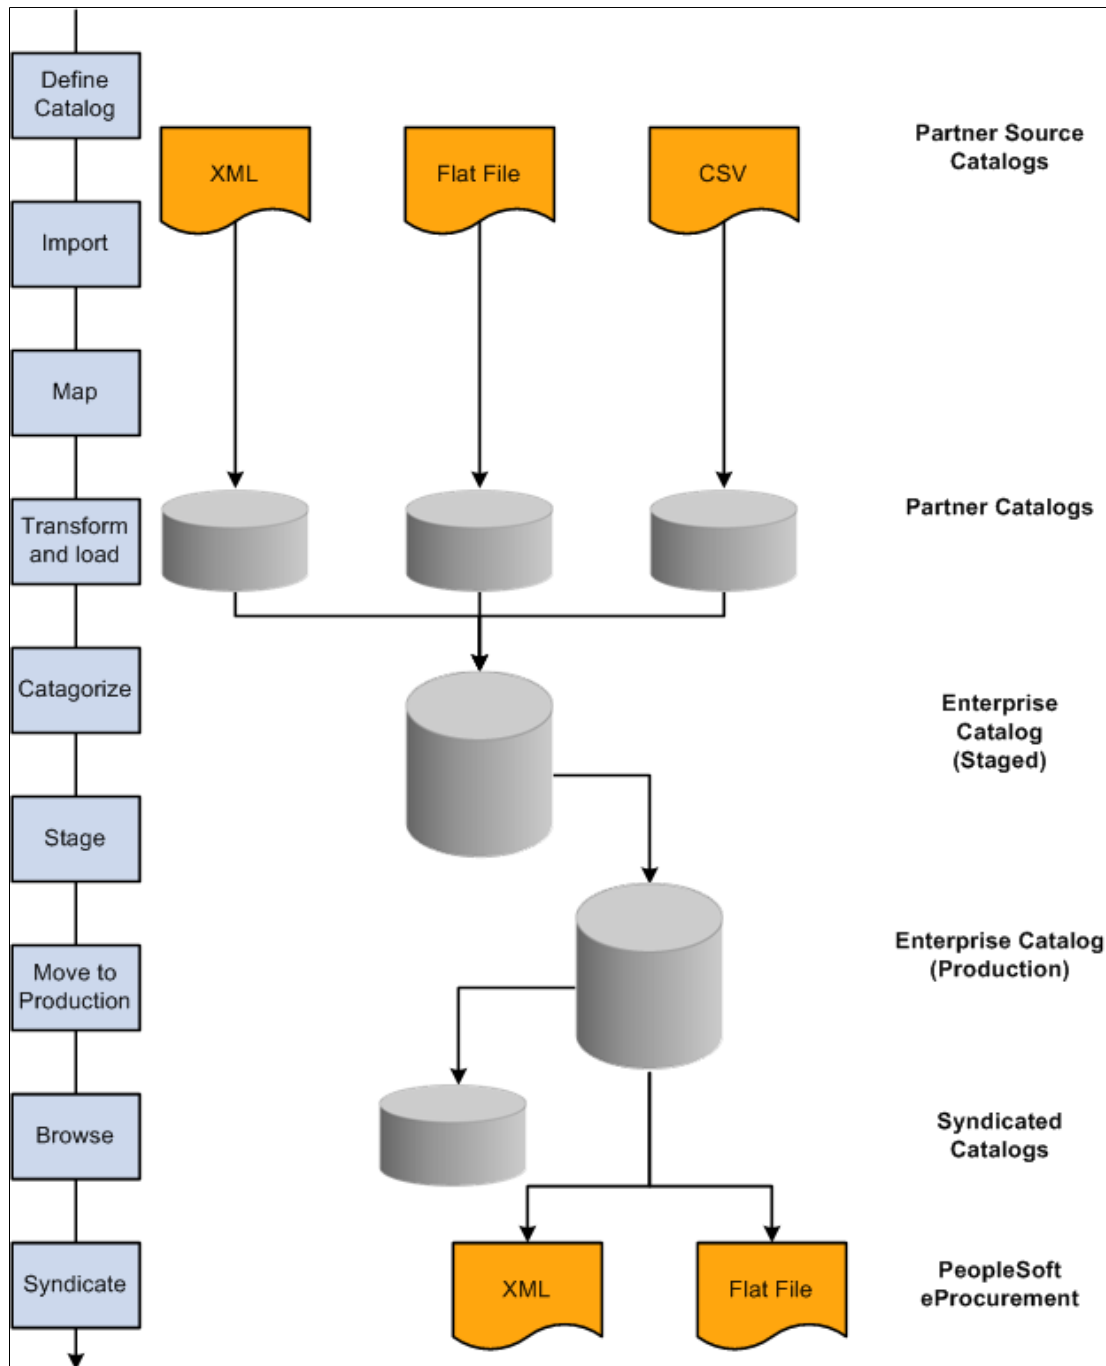 Define
Catalog
XML
Flat File
CSV
Partner Source
Catalogs
Import
Map
Transform
and load
Partner Catalogs
Catagorize
Enterprise
Catalog
(Staged)
Stage
Move to
Production
Enterprise Catalog
(Production)
Browse
Syndicated
Catalogs
Syndicate
XML
Flat File
PeopleSoft
eProcurement